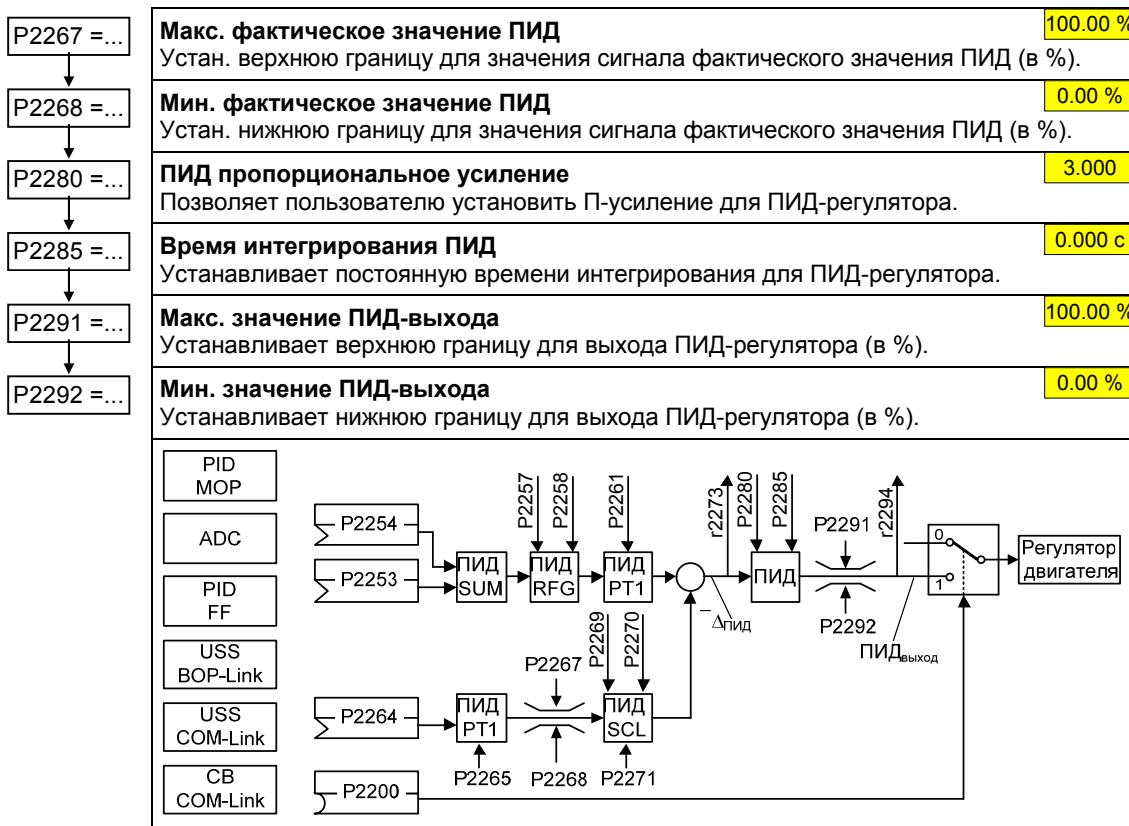 P2267 =...
Макс. фактическое значение ПИД
100.00 %
Устан. верхнюю границу для значения сигнала фактического значения ПИД (в %).
P2268 =...
Мин. фактическое значение ПИД
0.00 %
Устан. нижнюю границу для значения сигнала фактического значения ПИД (в %).
P2280 =...
ПИД пропорциональное усиление
3.000
Позволяет пользователю установить П-усиление для ПИД-регулятора.
P2285 =...
Время интегрирования ПИД
0.000 с
Устанавливает постоянную времени интегрирования для ПИД-регулятора.
P2291 =...
Макс. значение ПИД-выхода
100.00 %
Устанавливает верхнюю границу для выхода ПИД-регулятора (в %).
P2292 =...
Мин. значение ПИД-выхода
0.00 %
Устанавливает нижнюю границу для выхода ПИД-регулятора (в %).
PID
MOP
ADC
PID
FF
USS
BOP-Link
USS
COM-Link
CB
COM-Link
P2254
P2253
ПИД
SUM
P2257
P2258
ПИД
RFG
P2261
ПИД
PT1
r2273
P2280
P2285
ПИД
P2291
P2292
r2294
0
1
Регулятор
двигателя
− ΔПИД
ПИДвыход
P2264
ПИД
PT1
P2265
P2267
P2268
P2269
P2270
ПИД
SCL
P2271
P2200